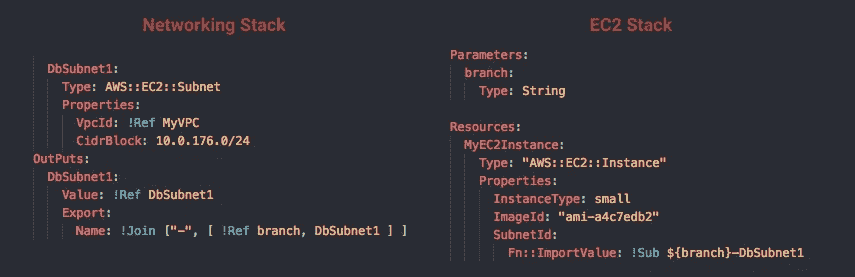 Networking Stack
DbSubnet1:
Type: AWS::EC2::Subnet
Properties:
VpcId: !Ref MyVPC
CidrBlock: 10.0.176.0/24
OutPuts:
DbSubnet1:
Value: !Ref DbSubnet1
Export:
Name: !Join ["-", [ !Ref branch, DbSubnet1 ] ]
EC2 Stack
Parameters:
branch:
Type: String
Resources:
MyEC2Instance:
Type: "AWS::EC2::Instance"
Properties:
InstanceType: small
ImageId: "ami-a4c7edb2"
SubnetId:
Fn::ImportValue: !Sub ${branch}-DbSubnet1